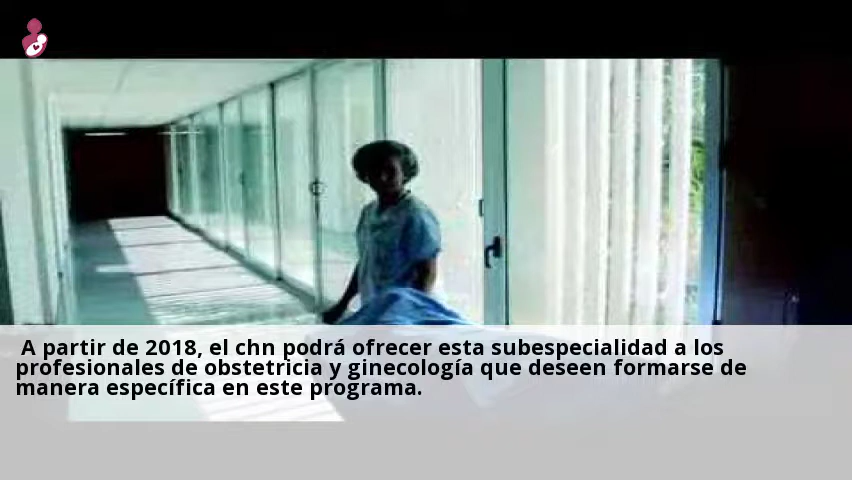 A partir de 2018, el chn podrá ofrecer esta subespecialidad a los
profesionales de obstetricia y ginecología que deseen formarse de
manera específica en este programa.